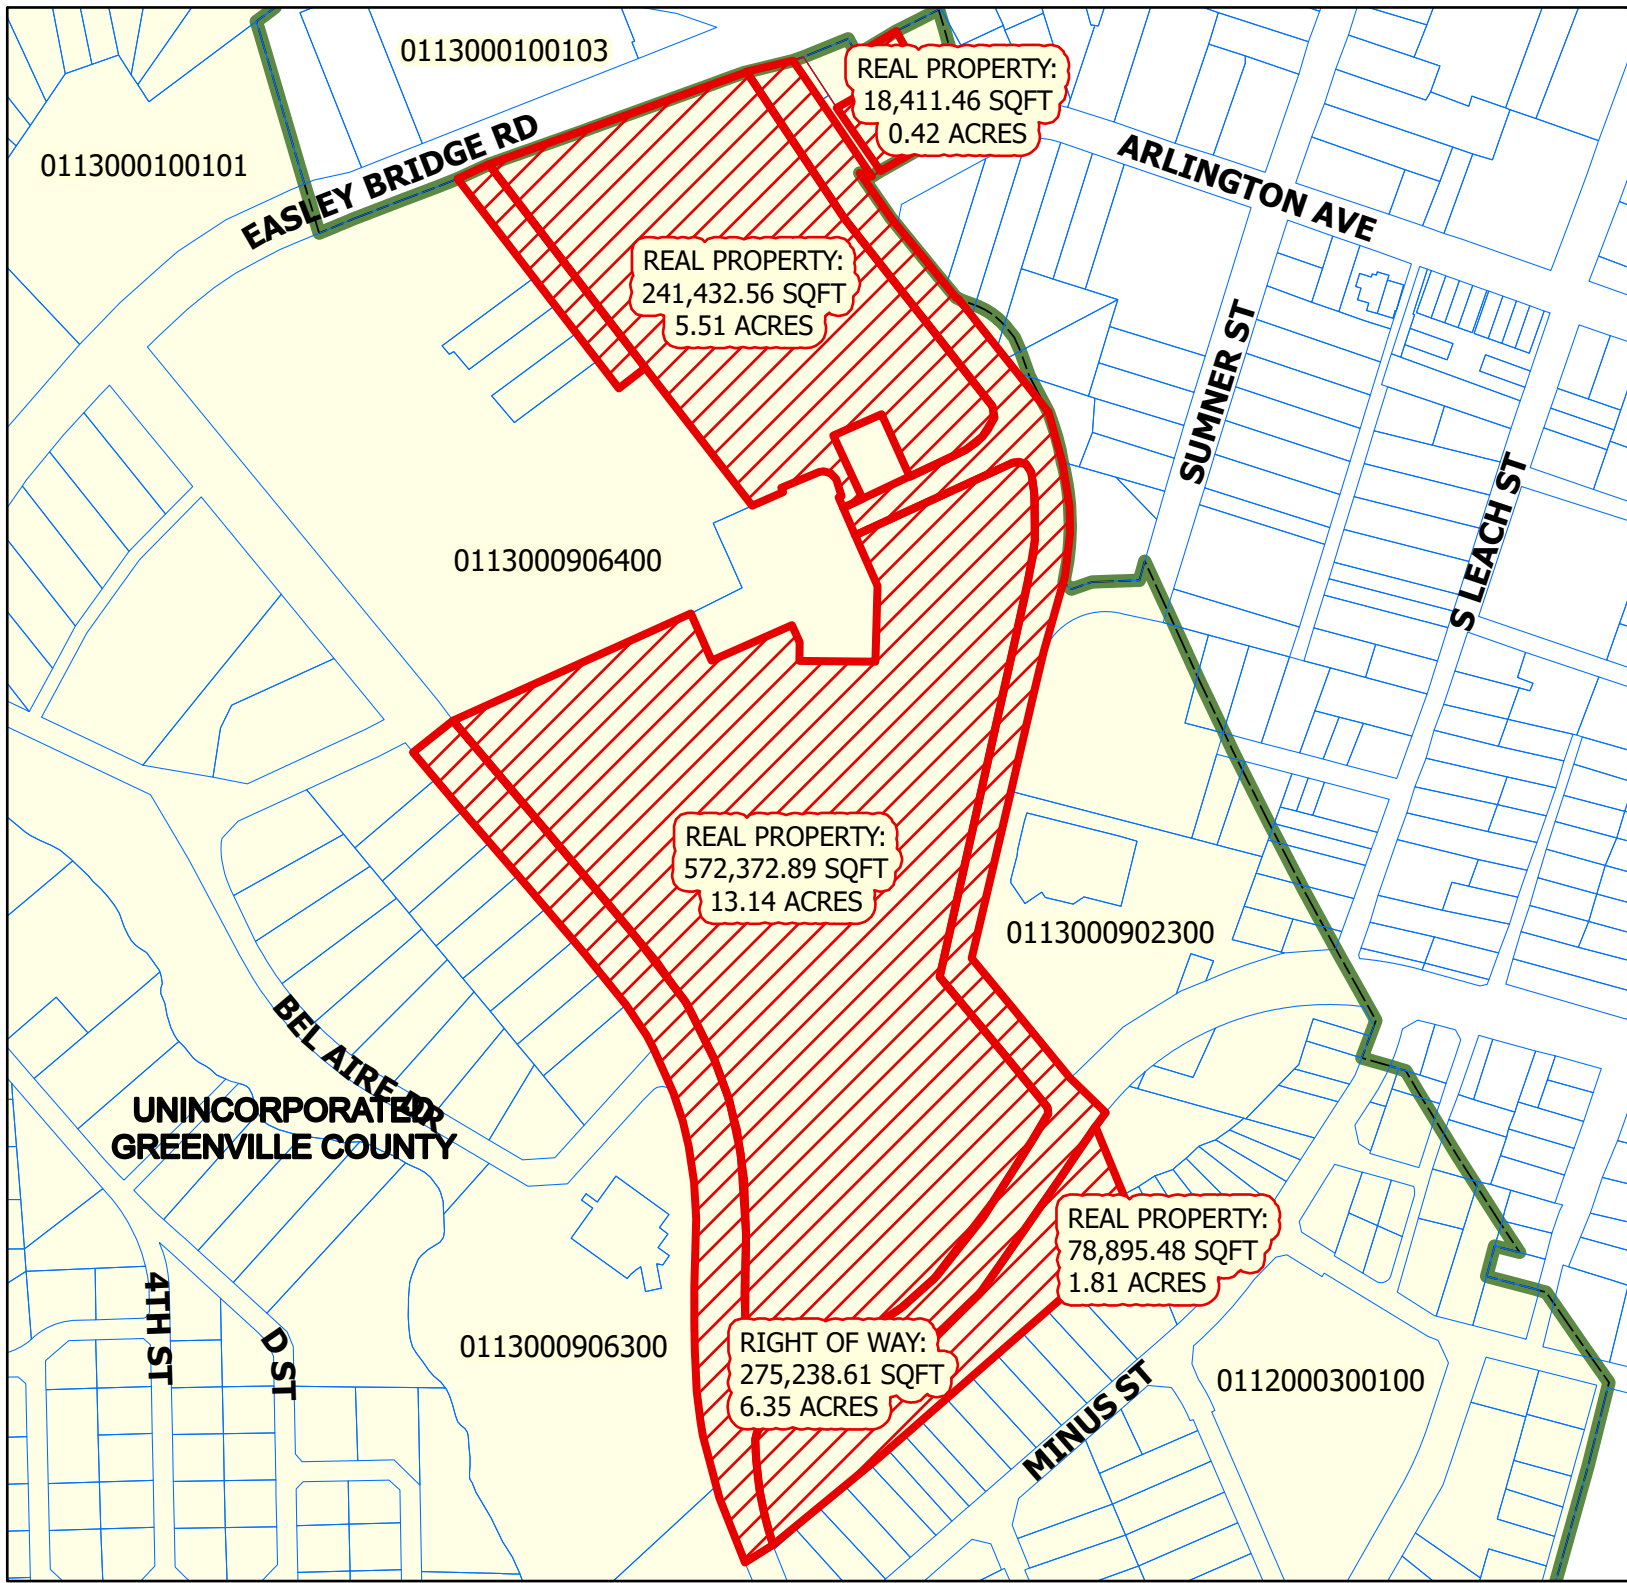 0113000100103
REAL PROPERTY:
18,411.46 SQFT
0.42 ACRES
0113000100101
EASLEY BRIDGE RD
ARLINGTON AVE
REAL PROPERTY:
241,432.56 SQFT
5.51 ACRES
SUMNER ST
S LEACH ST
0113000906400
REAL PROPERTY:
572,372.89 SQFT
13.14 ACRES
0113000902300
BEL AIRE DR
UNINCORPORATED
GREENVILLE COUNTY
REAL PROPERTY:
78,895.48 SQFT
1.81 ACRES
4TH ST
D ST
0113000906300
RIGHT OF WAY:
275,238.61 SQFT
6.35 ACRES
MINUS ST
0112000300100